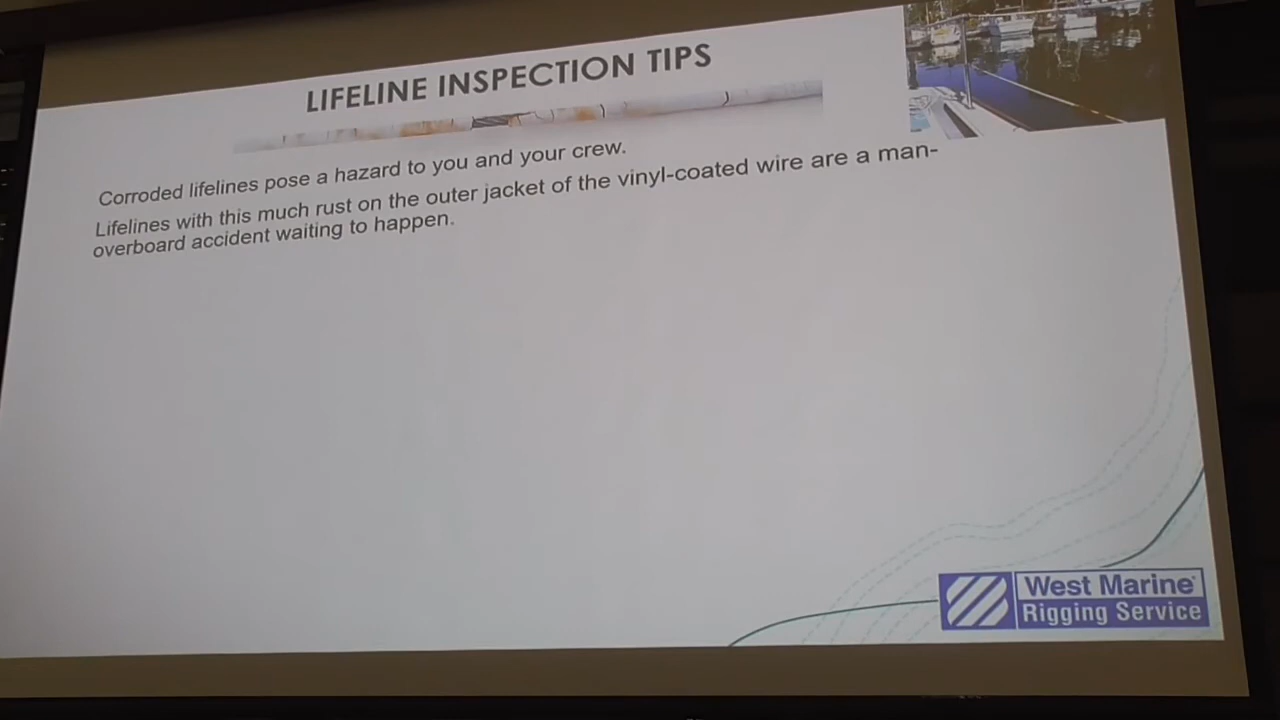 LIFELINE INSPECTION TIPS
Corroded lifelines pose a hazard to you and your crew.
Lifelines with this much rust on the outer jacket of the vinyl-coated wire are a man-
overboard accident waiting to happen.
West Marine
Rigging Service